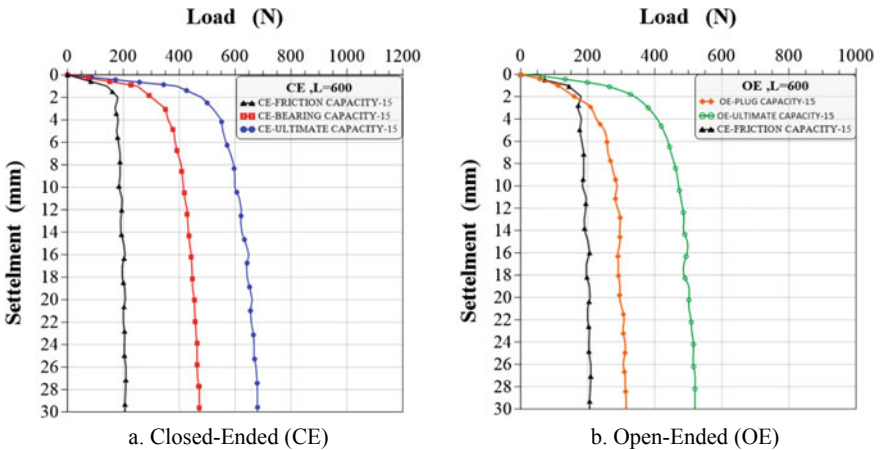 Load (N)
0 200 400 600 800 1000 1200
CE ,L=600
CE-FRICTION CAPACITY-15
CE-BEARING CAPACITY-15
CE-ULTIMATE CAPACITY-15
Settelment (mm)
0
2
4
6
8
10
12
14
16
18
20
22
24
26
28
30
a. Closed-Ended (CE)
Load (N)
0 200 400 600 800 1000
OE ,L=600
OE-PLUG CAPACITY-15
OE-ULTIMATE CAPACITY-15
CE-FRICTION CAPACITY-15
Settelment (mm)
0
2
4
6
8
10
12
14
16
18
20
22
24
26
28
30
b. Open-Ended (OE)